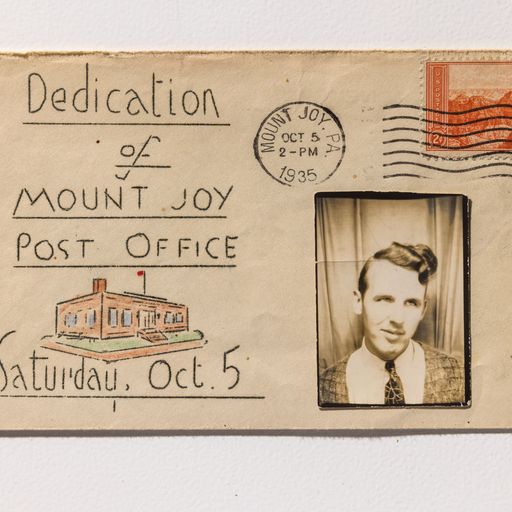 Dedication
of
MOUNT JOY
POST OFFICE
Saturday, Oct. 5
MOUNT JOY, PA.
OCT 5
2-PM
1935